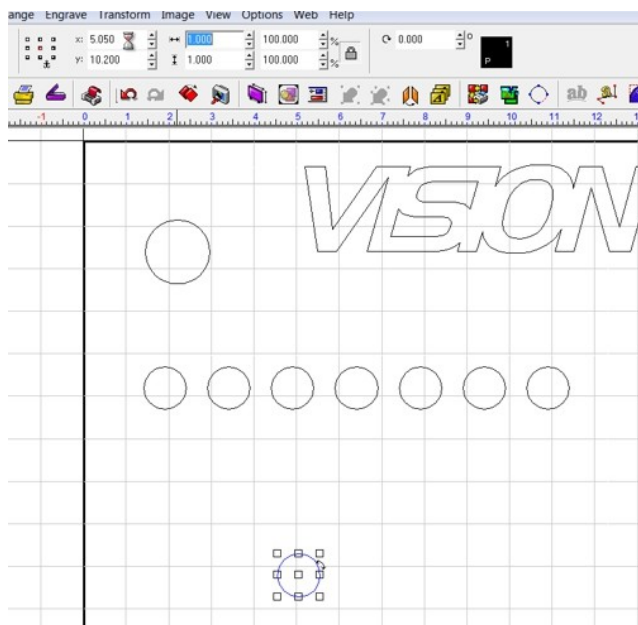 ange Engrave Transform Image View Options Web Help
x: 5.050 1.000 100.000 % 0.000 °
y: 10.200 1.000 100.000 %
1
P
ab
-1 0 1 2 3 4 5 6 7 8 9 10 11 12 1
VISION